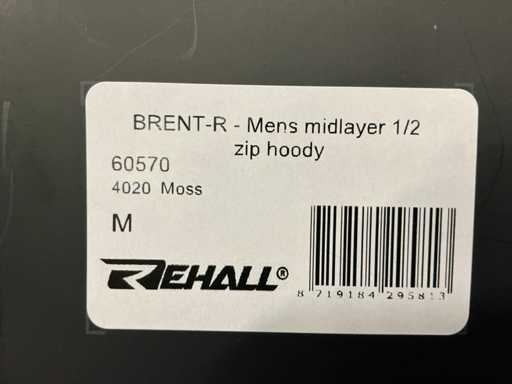 BRENT-R - Mens midlayer 1/2
zip hoody
60570
4020 Moss
M
REHALL®
8 719184 295813